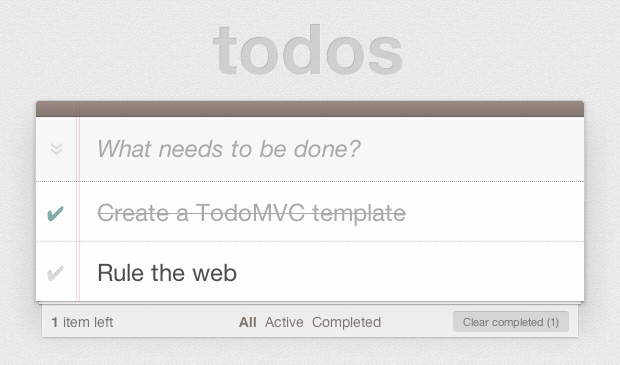 todos
What needs to be done?
Create a TodoMVC template
Rule the web
1 item left All Active Completed Clear completed (1)